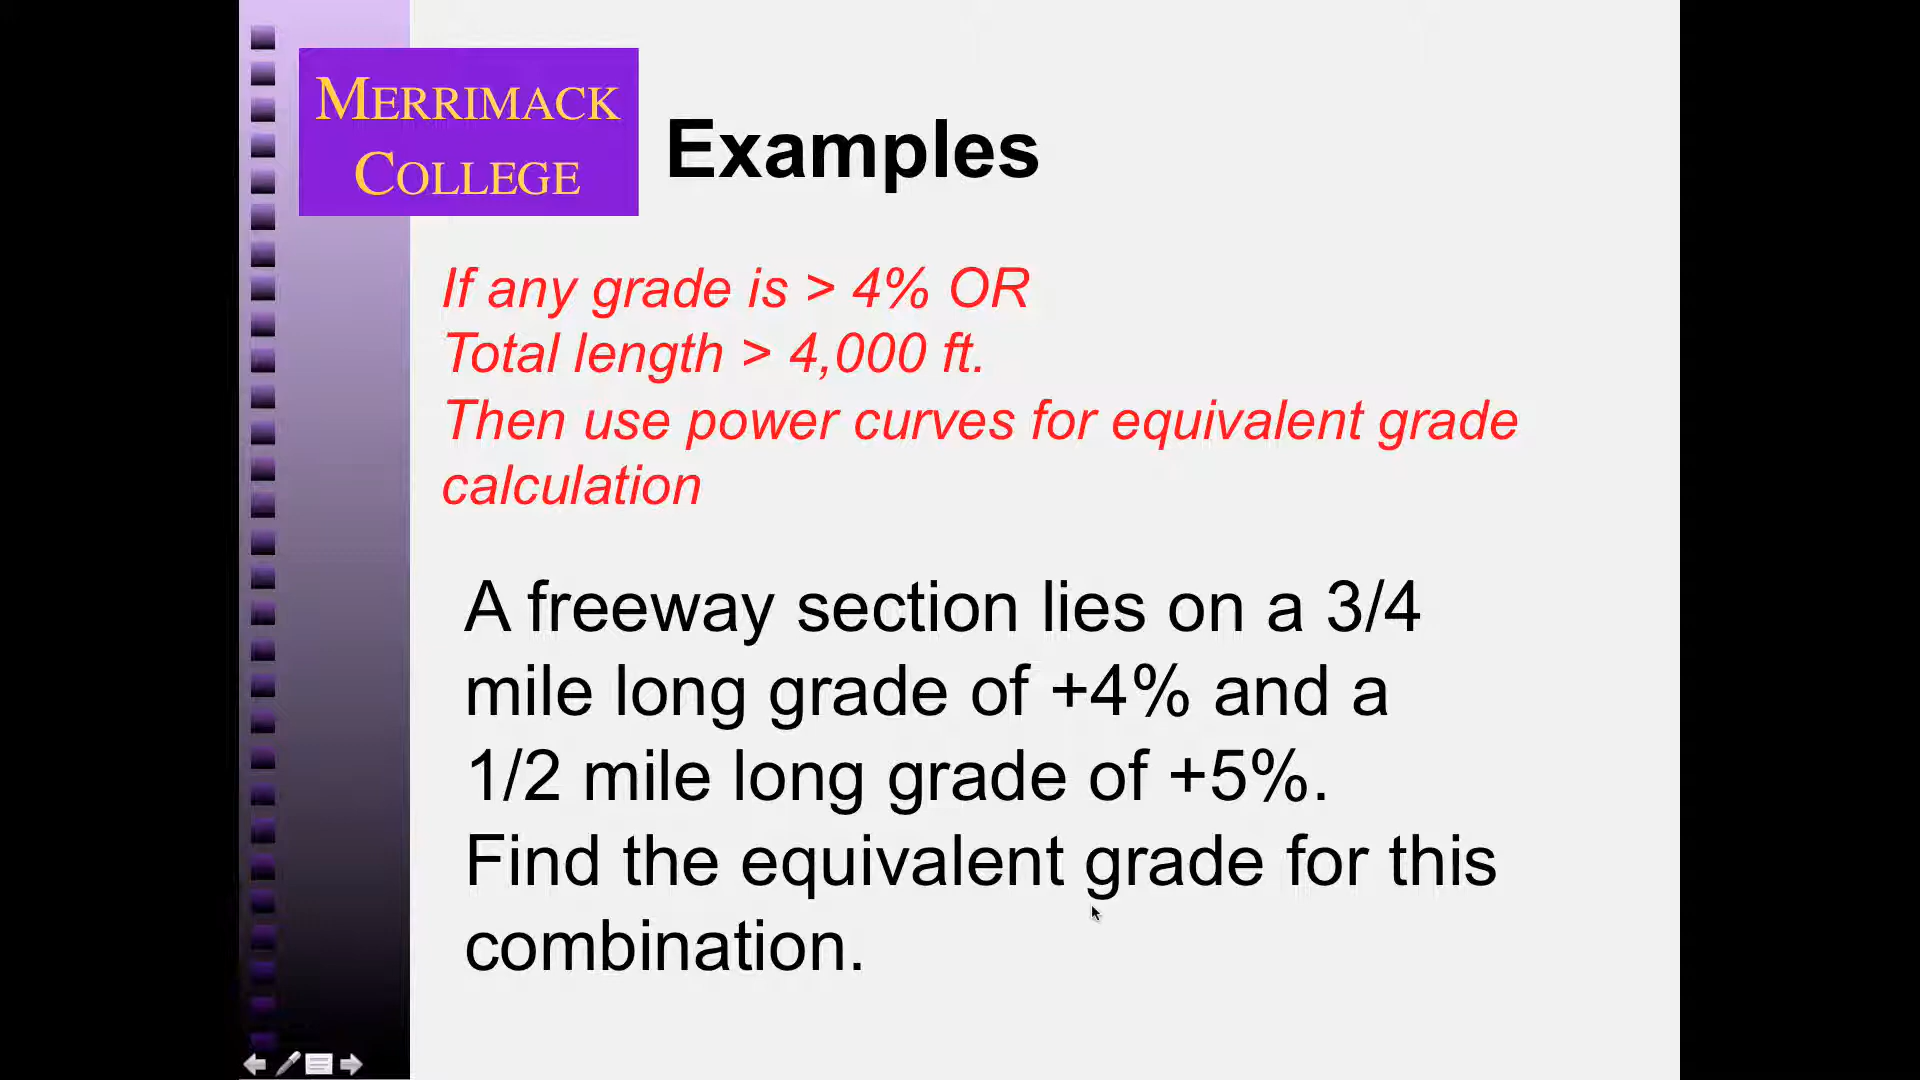 MERRIMACK
COLLEGE
Examples
If any grade is > 4% OR
Total length > 4,000 ft.
Then use power curves for equivalent grade
calculation
A freeway section lies on a 3/4
mile long grade of +4% and a
1/2 mile long grade of +5%.
Find the equivalent grade for this
combination.